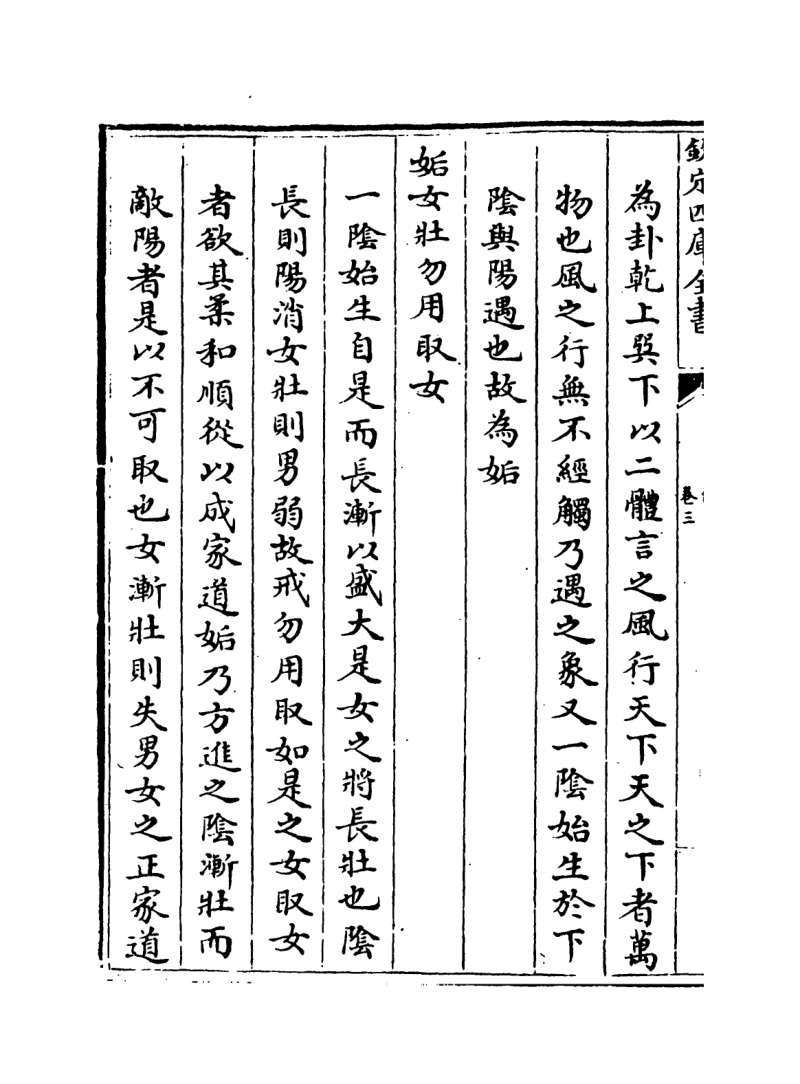 欽定四庫全書
卷三
為卦乾上巽下以二體言之風行天下天之下者萬
物也風之行無不經觸乃遇之象又一陰始生於下
陰與陽遇也故為姤
姤女壯勿用取女
一陰始生自是而長漸以盛大是女之將長壯也陰
長則陽消女壯則男弱故戒勿用取如是之女取女
者欲其柔和順從以成家道姤乃方進之陰漸壯而
敵陽者是以不可取也女漸壯則失男女之正家道